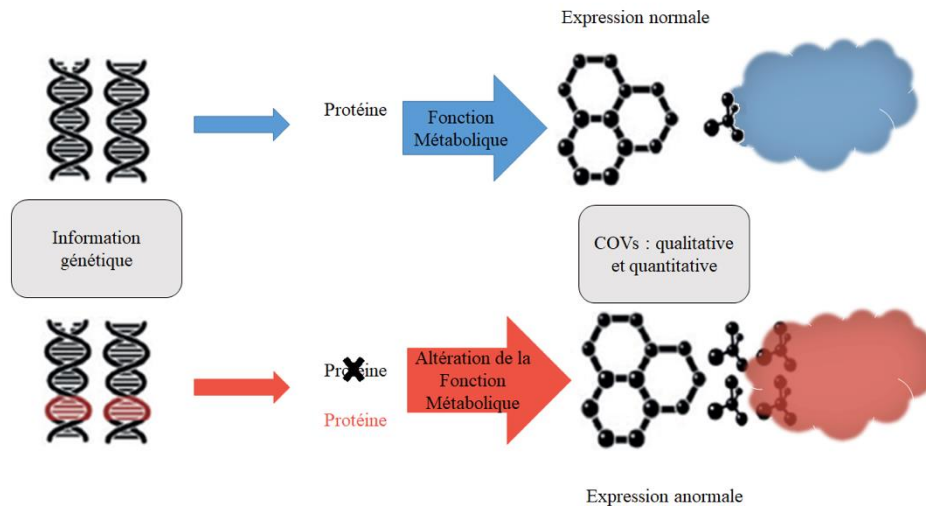 Expression normale
Protéine
Fonction
Métabolique
Information
génétique
COVs : qualitative
et quantitative
Protéine
Protéine
Altération de la
Fonction
Métabolique
Expression anormale